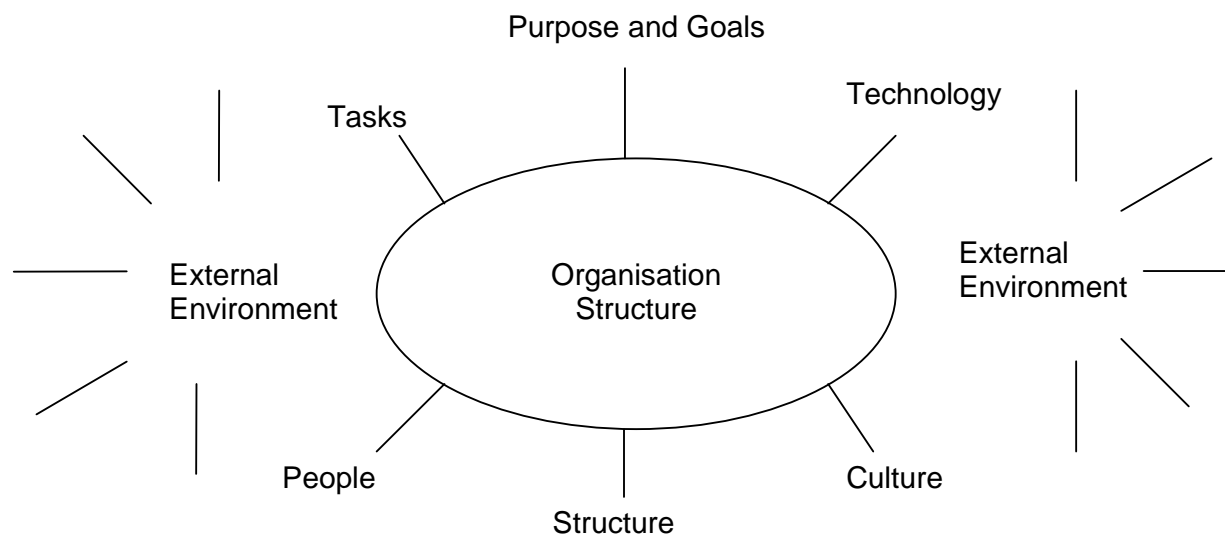 Purpose and Goals
Tasks
Technology
External
Environment
Organisation
Structure
External
Environment
People
Culture
Structure